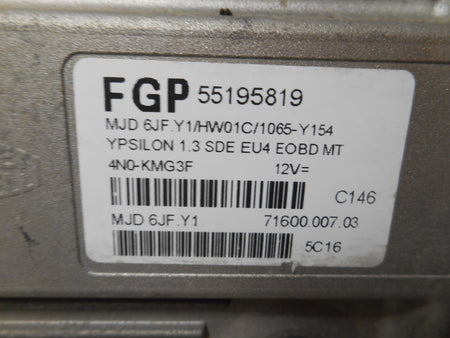 FGP 55195819
MJD 6JF.Y1/HW01C/1065-Y154
YPSILON 1.3 SDE EU4 EOBD MT
4N0-KMG3F 12V=
C146
MJD 6JF.Y1 71600.007.03
5C16